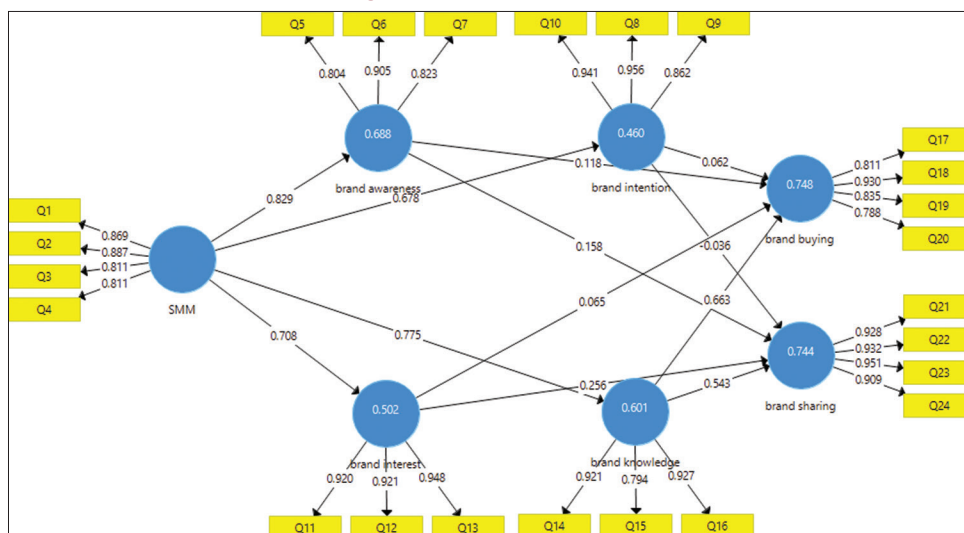 Q5 Q6 Q7 Q10 Q8 Q9
0.804 0.905 0.823 0.941 0.956 0.862
0.688 0.460
brand awareness brand intention
Q17
Q18
Q19
Q20
0.811
0.930
0.835
0.788
0.748
brand buying
0.118 0.062
0.829 0.678
Q1
Q2
Q3
Q4
0.869
0.887
0.811
0.811
SMM
0.158 -0.036
0.065 0.663
0.708 0.775
0.256 0.543
Q21
Q22
Q23
Q24
0.928
0.932
0.951
0.909
0.744
brand sharing
0.502 0.601
brand interest brand knowledge
0.920 0.921 0.948 0.921 0.794 0.927
Q11 Q12 Q13 Q14 Q15 Q16